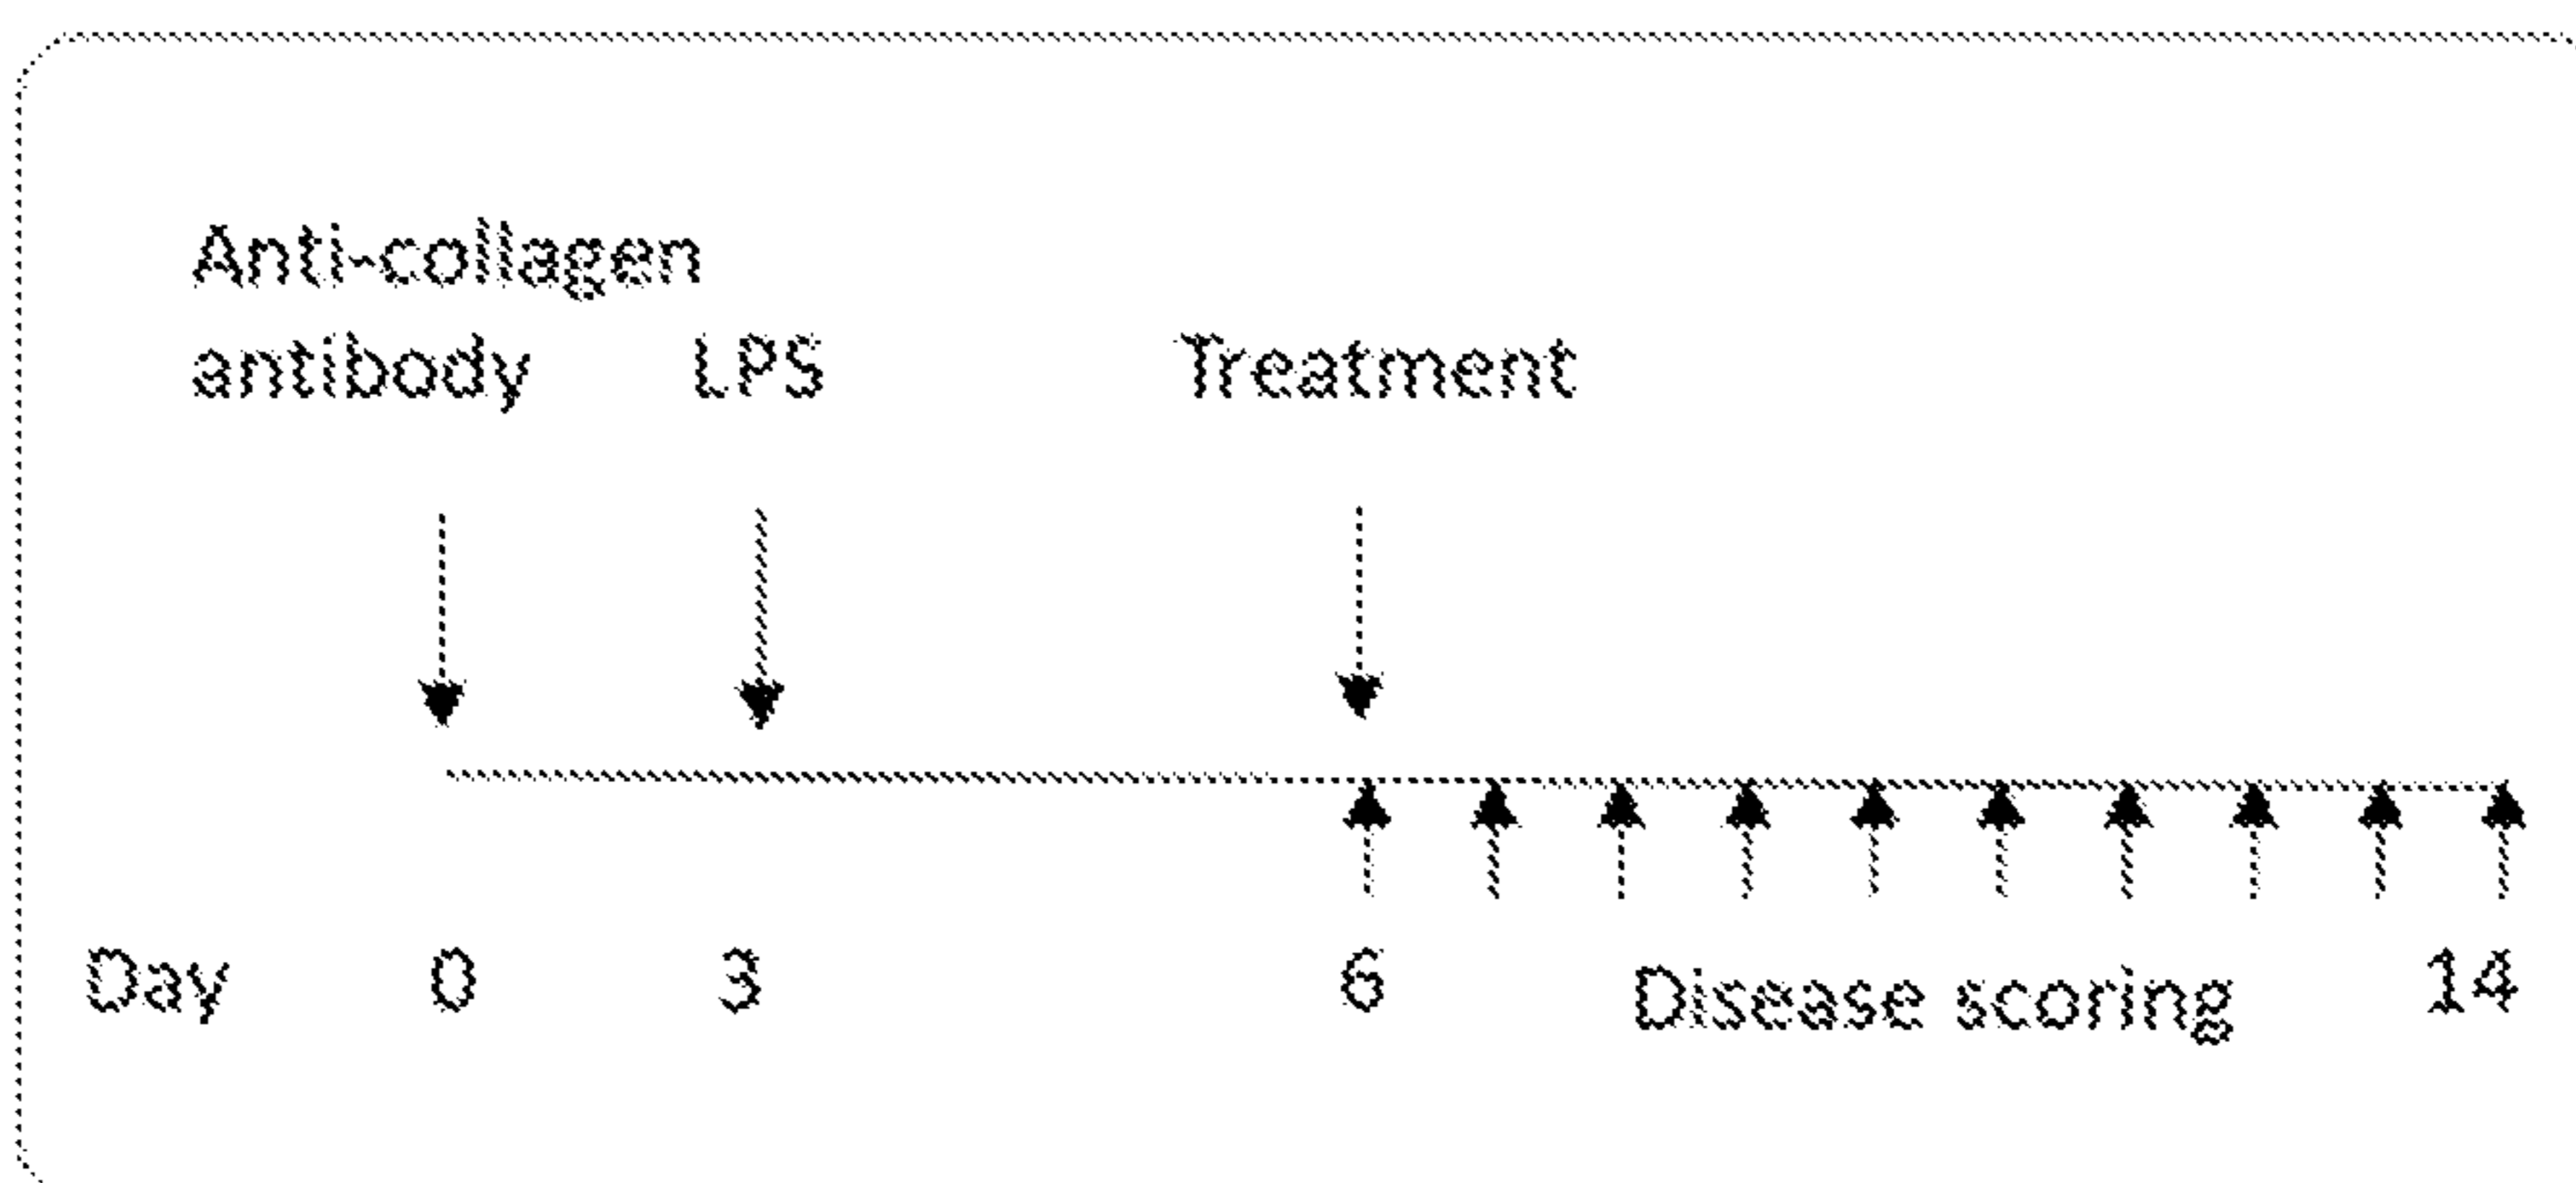 Anti-collagen
antibody
LPS
Treatment
Day 0 3 6 14
Disease scoring